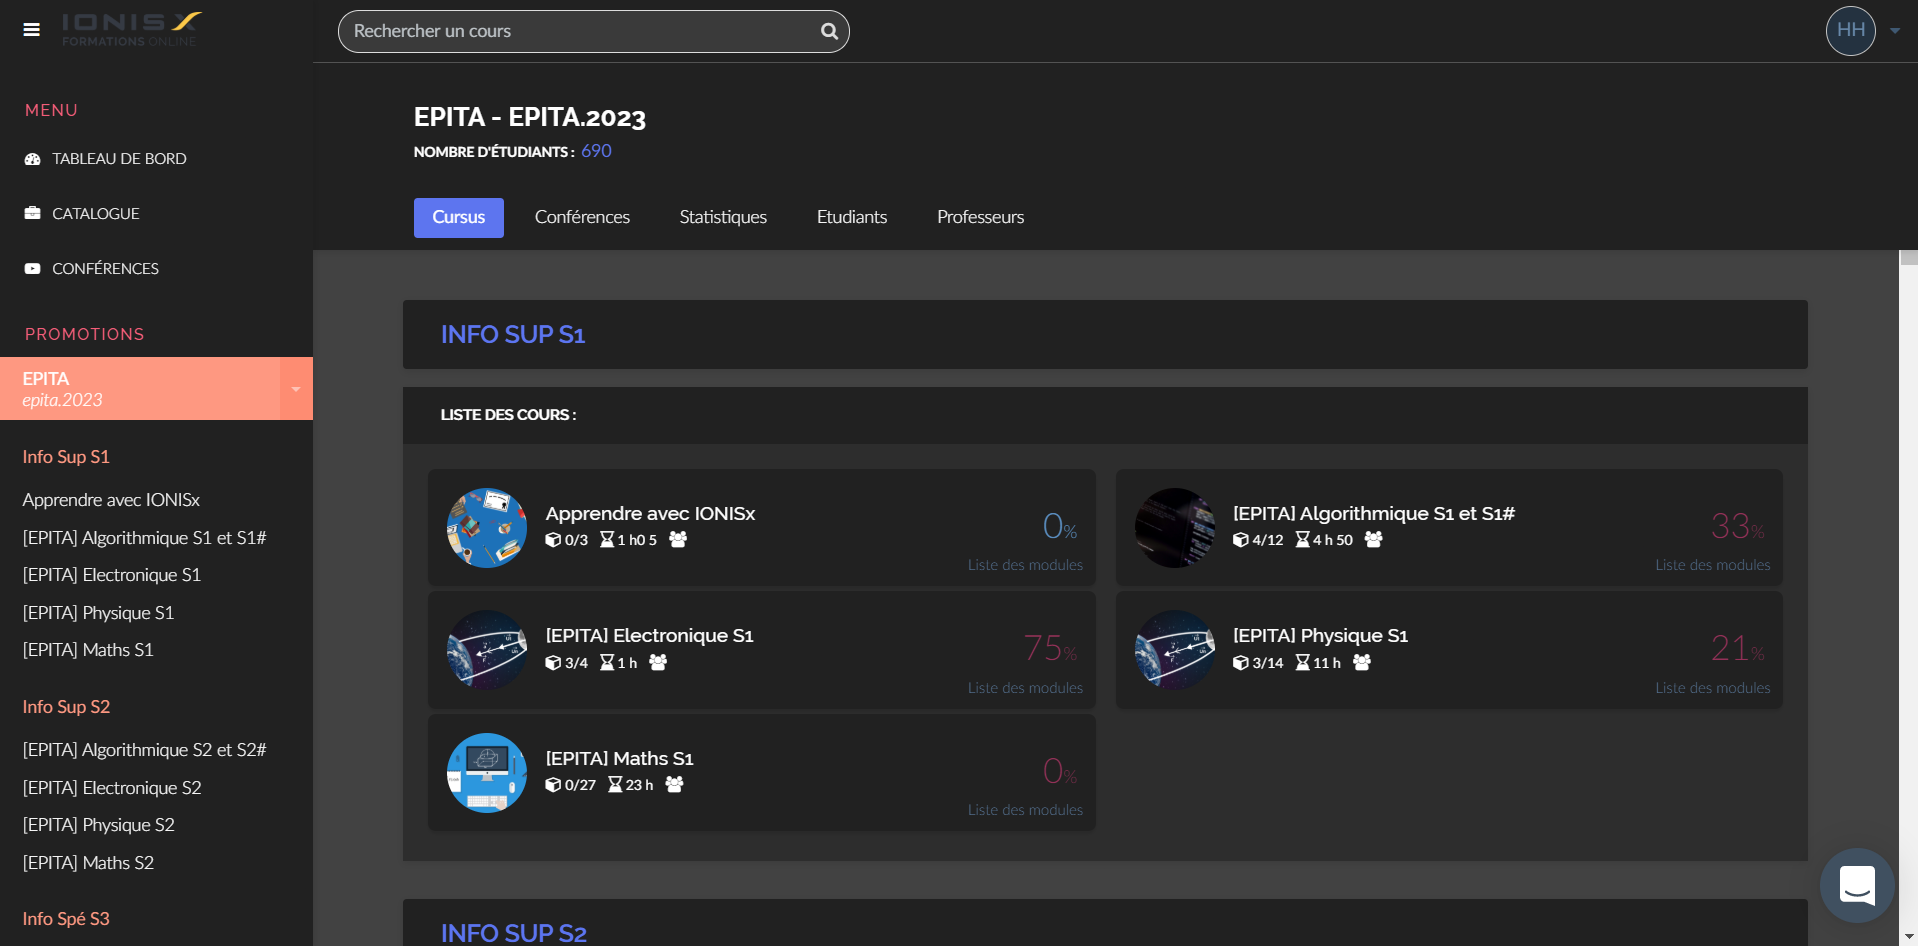 IONISX
FORMATIONS ONLINE
Rechercher un cours
HH
MENU
TABLEAU DE BORD
CATALOGUE
CONFÉRENCES
PROMOTIONS
EPITA
epita.2023
Info Sup S1
Apprendre avec IONISx
[EPITA] Algorithmique S1 et S1#
[EPITA] Electronique S1
[EPITA] Physique S1
[EPITA] Maths S1
Info Sup S2
[EPITA] Algorithmique S2 et S2#
[EPITA] Electronique S2
[EPITA] Physique S2
[EPITA] Maths S2
Info Spé S3
EPITA - EPITA.2023
NOMBRE D'ÉTUDIANTS : 690
Cursus Conférences Statistiques Etudiants Professeurs
INFO SUP S1
LISTE DES COURS :
Apprendre avec IONISx
0/3 1 h0 5
0%
Liste des modules
[EPITA] Algorithmique S1 et S1#
4/12 4 h 50
33%
Liste des modules
[EPITA] Electronique S1
3/4 1 h
75%
Liste des modules
[EPITA] Physique S1
3/14 11 h
21%
Liste des modules
[EPITA] Maths S1
0/27 23 h
0%
Liste des modules
INFO SUP S2